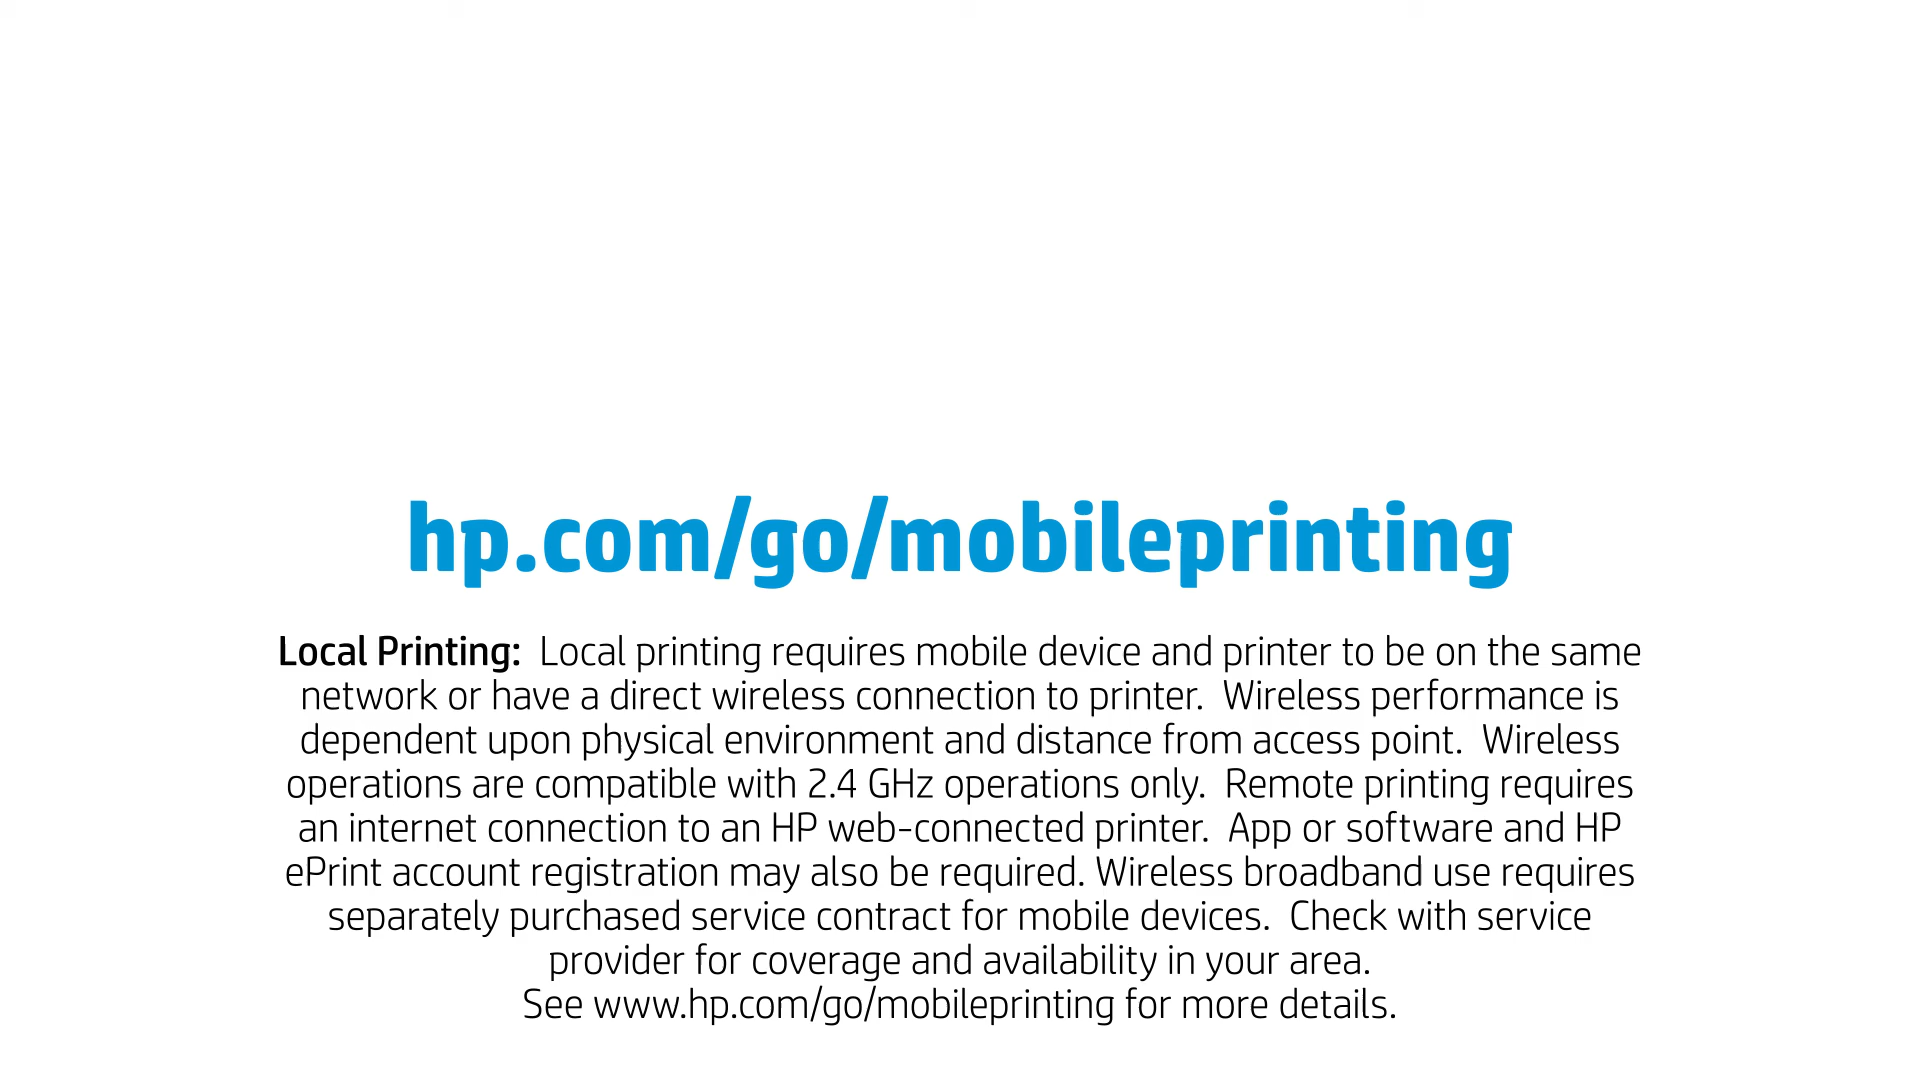 hp.com/go/mobileprinting
Local Printing:  Local printing requires mobile device and printer to be on the same
network or have a direct wireless connection to printer.  Wireless performance is
dependent upon physical environment and distance from access point.  Wireless
operations are compatible with 2.4 GHz operations only.  Remote printing requires
an internet connection to an HP web-connected printer.  App or software and HP
ePrint account registration may also be required. Wireless broadband use requires
separately purchased service contract for mobile devices.  Check with service
provider for coverage and availability in your area.
See www.hp.com/go/mobileprinting for more details.